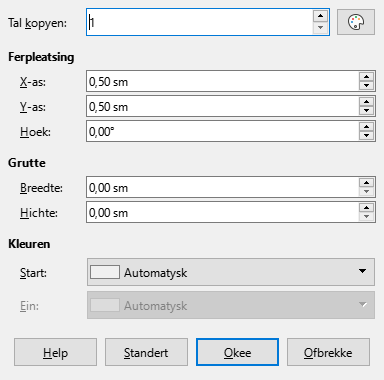 Tal kopyen: 1
Ferpleatsing
X-as: 0,50 sm
Y-as: 0,50 sm
Hoek: 0,00°
Grutte
Breedte: 0,00 sm
Hichte: 0,00 sm
Kleuren
Start: Automatysk
Ein: Automatysk
Help Standert Okee Ofbrekke